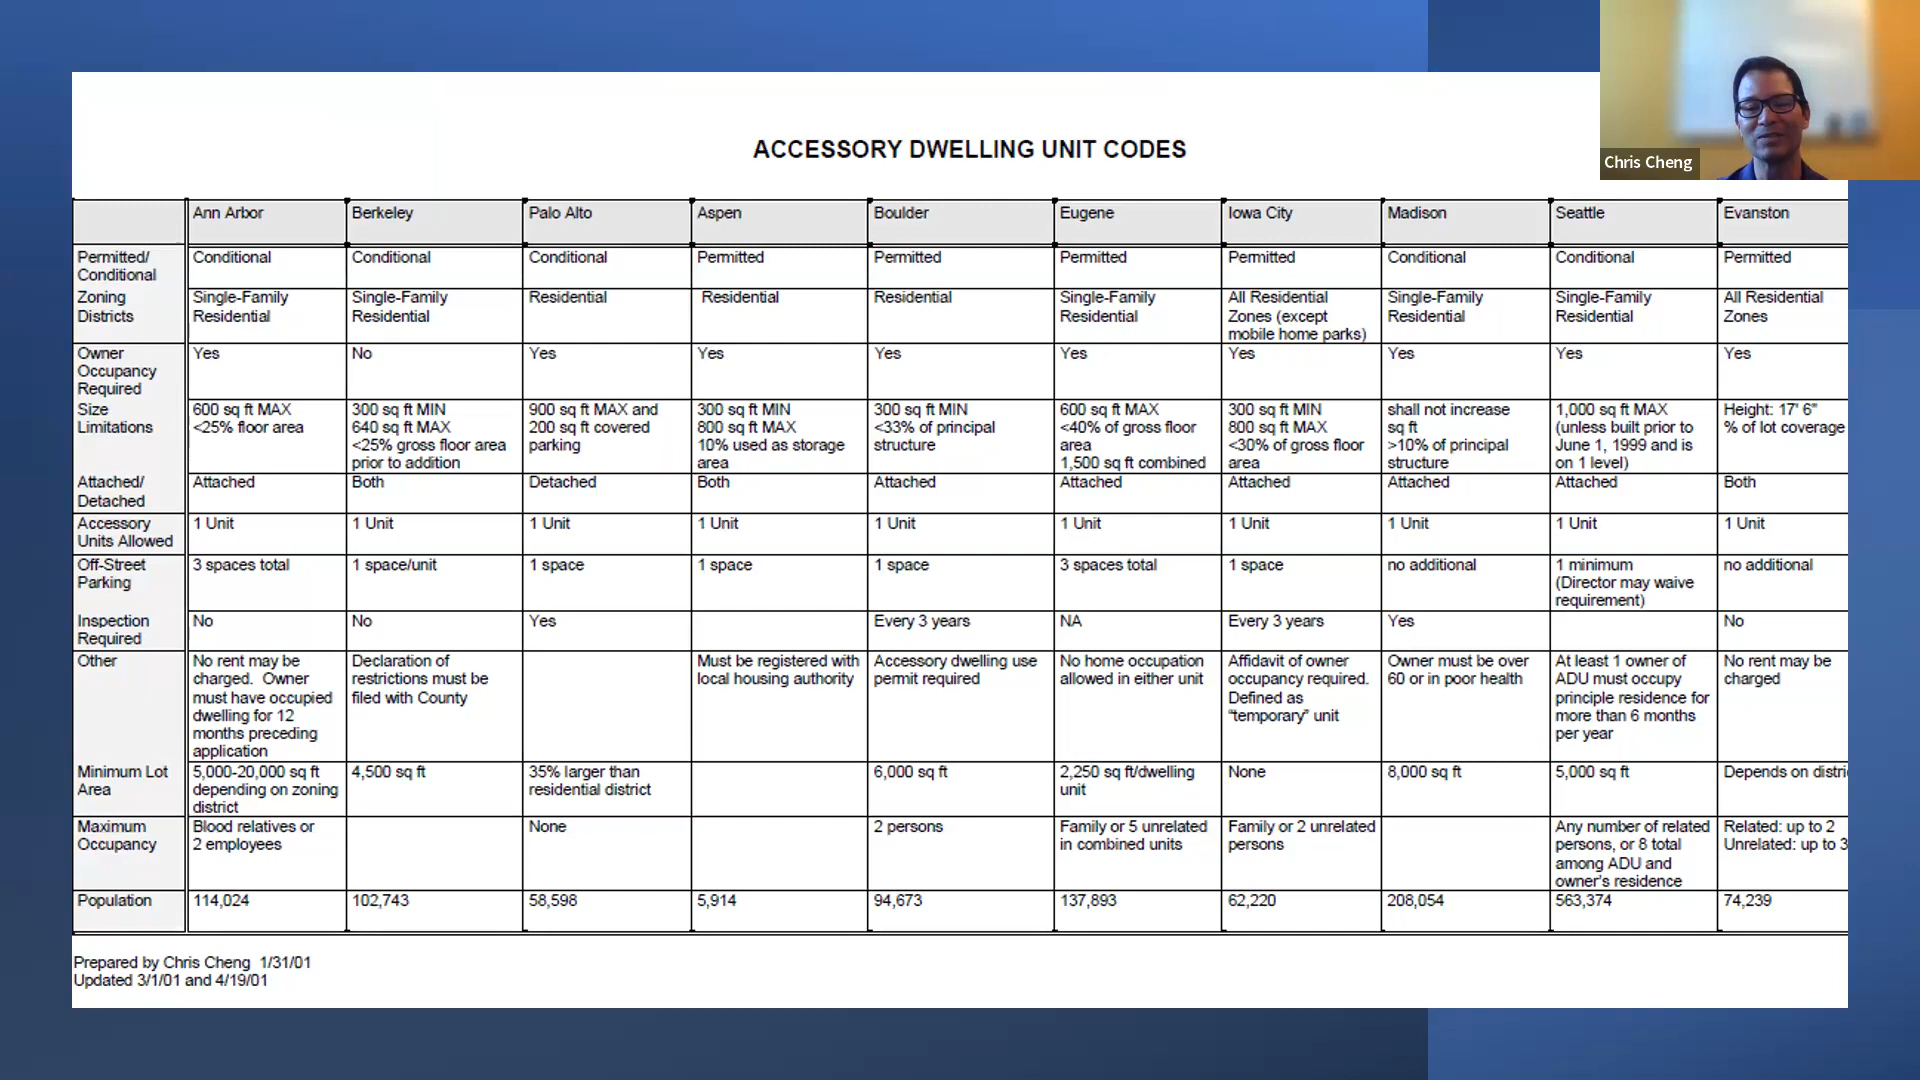 Chris Cheng
ACCESSORY DWELLING UNIT CODES
Ann Arbor
Berkeley
Palo Alto
Aspen
Boulder
Eugene
Iowa City
Madison
Seattle
Evanston
Permitted/
Conditional
Conditional
Conditional
Conditional
Permitted
Permitted
Permitted
Permitted
Conditional
Conditional
Permitted
Zoning
Districts
Single-Family
Residential
Single-Family
Residential
Residential
Residential
Residential
Single-Family
Residential
All Residential
Zones (except
mobile home parks)
Single-Family
Residential
Single-Family
Residential
All Residential
Zones
Owner
Occupancy
Required
Yes
No
Yes
Yes
Yes
Yes
Yes
Yes
Yes
Yes
Size
Limitations
600 sq ft MAX
<25% floor area
300 sq ft MIN
640 sq ft MAX
<25% gross floor area
prior to addition
900 sq ft MAX and
200 sq ft covered
parking
300 sq ft MIN
800 sq ft MAX
10% used as storage
area
300 sq ft MIN
<33% of principal
structure
600 sq ft MAX
<40% of gross floor
area
1,500 sq ft combined
300 sq ft MIN
800 sq ft MAX
<30% of gross floor
area
shall not increase
sq ft
>10% of principal
structure
1,000 sq ft MAX
(unless built prior to
June 1, 1999 and is
on 1 level)
Height: 17' 6"
% of lot coverage
Attached/
Detached
Attached
Both
Detached
Both
Attached
Attached
Attached
Attached
Attached
Both
Accessory
Units Allowed
1 Unit
1 Unit
1 Unit
1 Unit
1 Unit
1 Unit
1 Unit
1 Unit
1 Unit
1 Unit
Off-Street
Parking
3 spaces total
1 space/unit
1 space
1 space
1 space
3 spaces total
1 space
no additional
1 minimum
(Director may waive
requirement)
no additional
Inspection
Required
No
No
Yes
Every 3 years
NA
Every 3 years
Yes
No
Other
No rent may be
charged. Owner
must have occupied
dwelling for 12
months preceding
application
Declaration of
restrictions must be
filed with County
Must be registered with
local housing authority
Accessory dwelling use
permit required
No home occupation
allowed in either unit
Affidavit of owner
occupancy required.
Defined as
"temporary" unit
Owner must be over
60 or in poor health
At least 1 owner of
ADU must occupy
principle residence for
more than 6 months
per year
No rent may be
charged
Minimum Lot
Area
5,000-20,000 sq ft
depending on zoning
district
4,500 sq ft
35% larger than
residential district
6,000 sq ft
2,250 sq ft/dwelling
unit
None
8,000 sq ft
5,000 sq ft
Depends on distri
Maximum
Occupancy
Blood relatives or
2 employees
None
2 persons
Family or 5 unrelated
in combined units
Family or 2 unrelated
persons
Any number of related
persons, or 8 total
among ADU and
owner's residence
Related: up to 2
Unrelated: up to 3
Population
114,024
102,743
58,598
5,914
94,673
137,893
62,220
208,054
563,374
74,239
Prepared by Chris Cheng 1/31/01
Updated 3/1/01 and 4/19/01